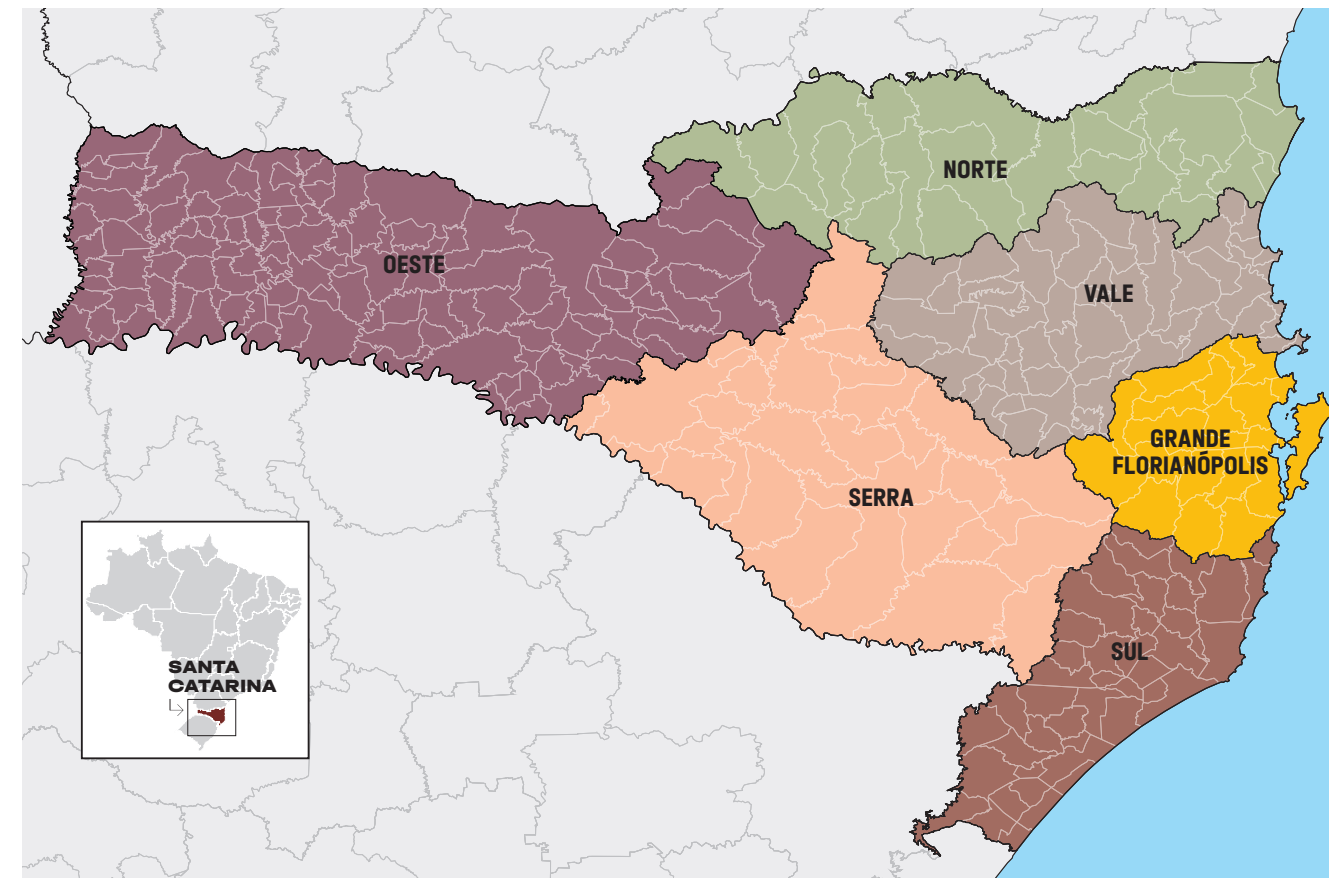 NORTE
OESTE
VALE
GRANDE
FLORIANÓPOLIS
SERRA
SUL
SANTA
CATARINA